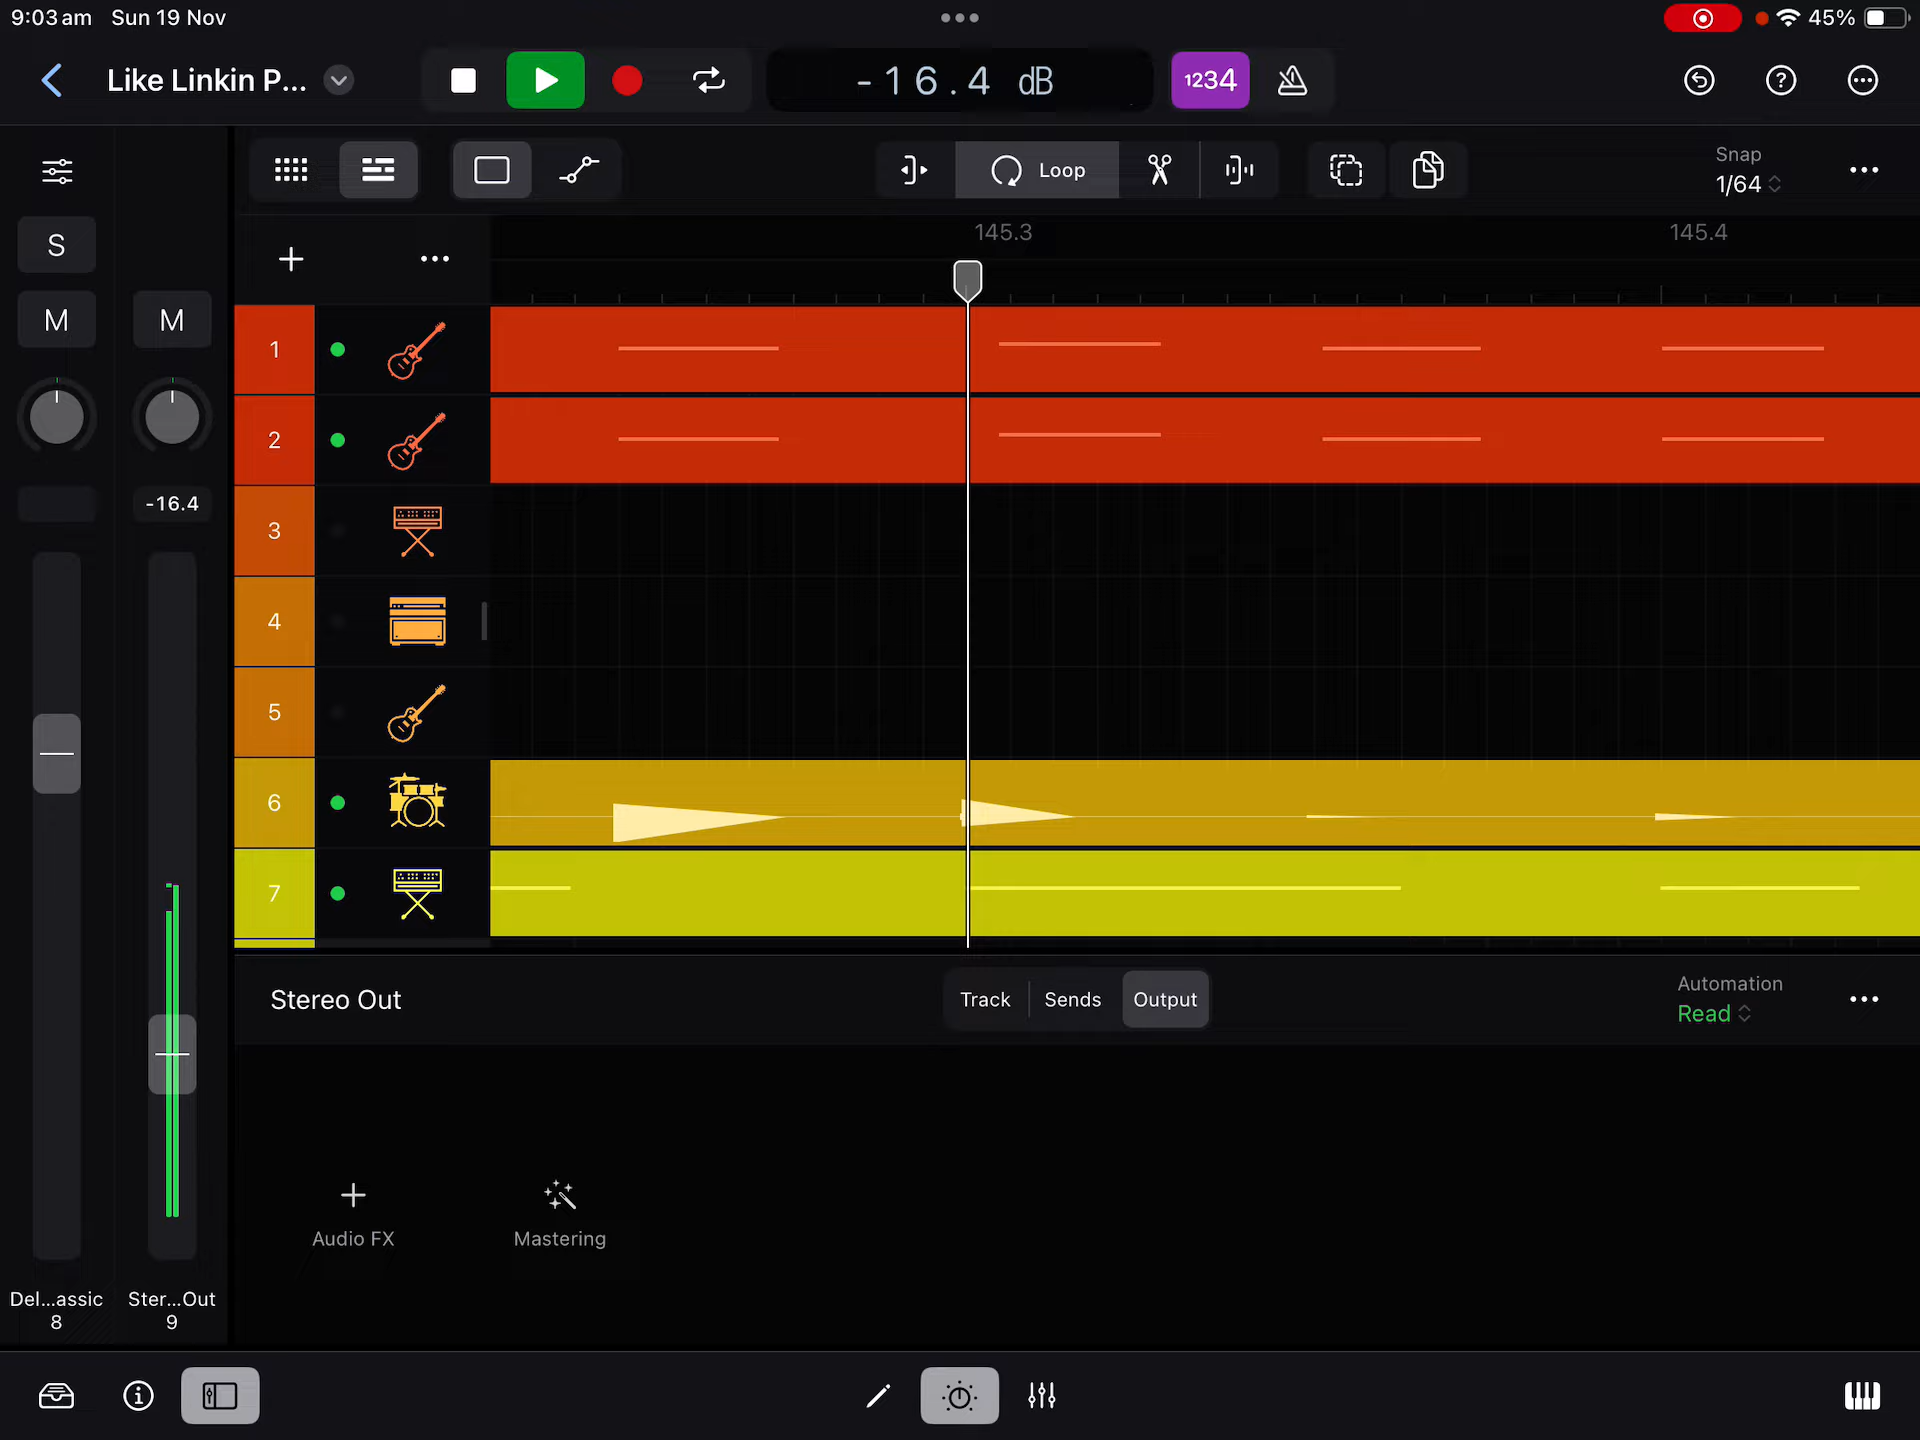 9:03 am Sun 19 Nov
45%
Like Linkin P...
-16.4 dB
1234
Loop
Snap
1/64
S
M M
145.3 145.4
-16.4
1
2
3
4
5
6
7
Stereo Out
Track Sends Output
Automation
Read
Audio FX
Mastering
Del...assic Ster...Out
8 9